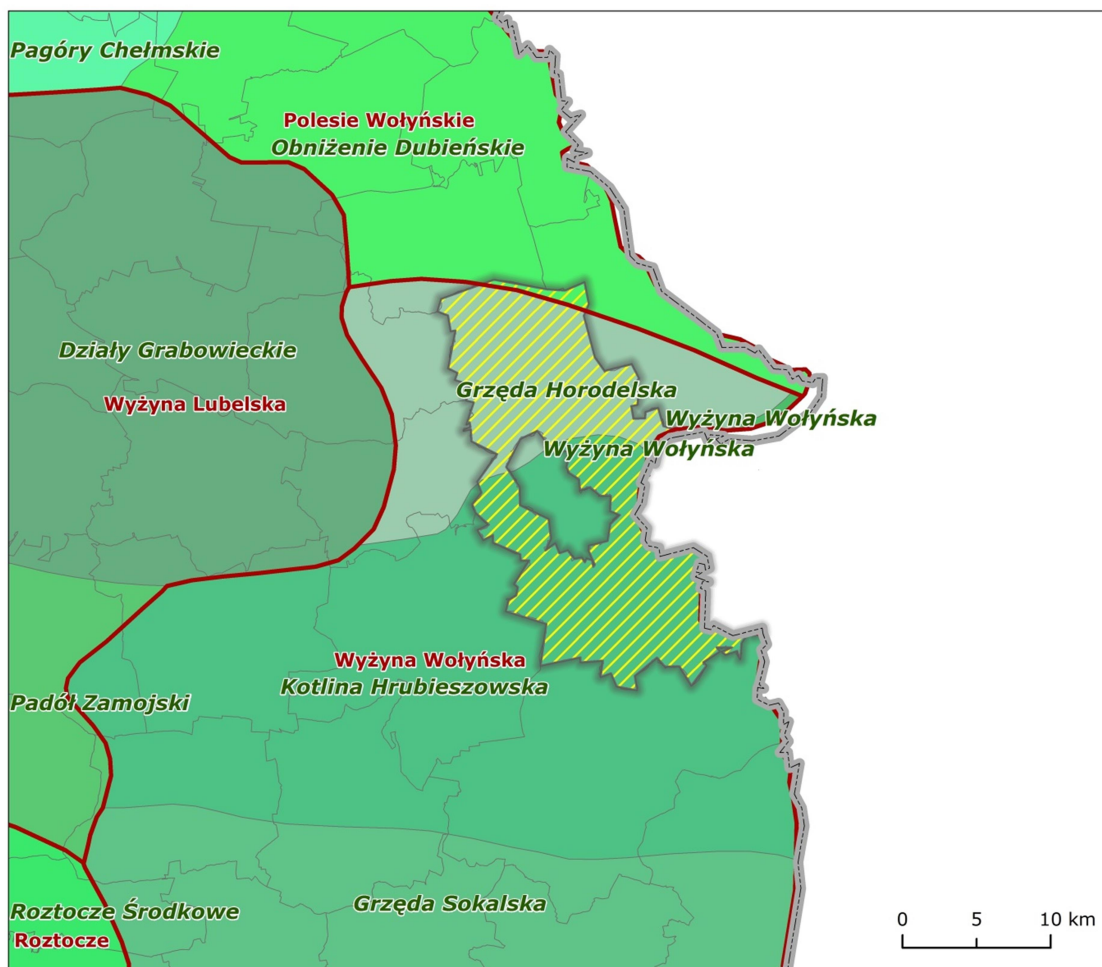 Pagóry Chełmskie
Polesie Wołyńskie
Obniżenie Dubieńskie
Działy Grabowieckie
Wyżyna Lubelska
Grzęda Horodelska
Wyżyna Wołyńska
Wyżyna Wołyńska
Wyżyna Wołyńska
Kotlina Hrubieszowska
Padół Zamojski
Grzęda Sokalska
Roztocze Środkowe
Roztocze
0 5 10 km